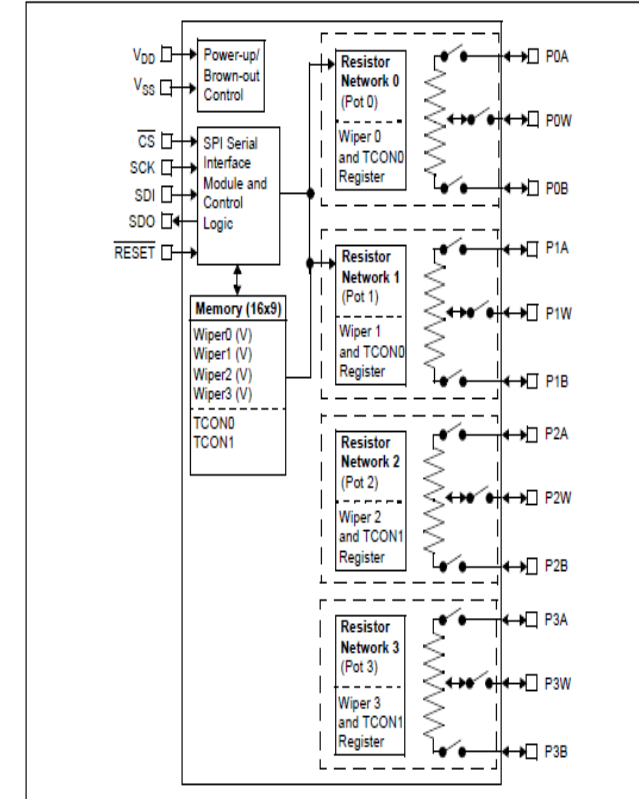 VDD
VSS
Power-up/
Brown-out
Control
CS
SCK
SDI
SDO
RESET
SPI Serial
Interface
Module and
Control
Logic
Memory (16x9)
Wiper0 (V)
Wiper1 (V)
Wiper2 (V)
Wiper3 (V)
TCON0
TCON1
Resistor
Network 0
(Pot 0)
Wiper 0
and TCON0
Register
P0A
P0W
P0B
Resistor
Network 1
(Pot 1)
Wiper 1
and TCON0
Register
P1A
P1W
P1B
Resistor
Network 2
(Pot 2)
Wiper 2
and TCON1
Register
P2A
P2W
P2B
Resistor
Network 3
(Pot 3)
Wiper 3
and TCON1
Register
P3A
P3W
P3B